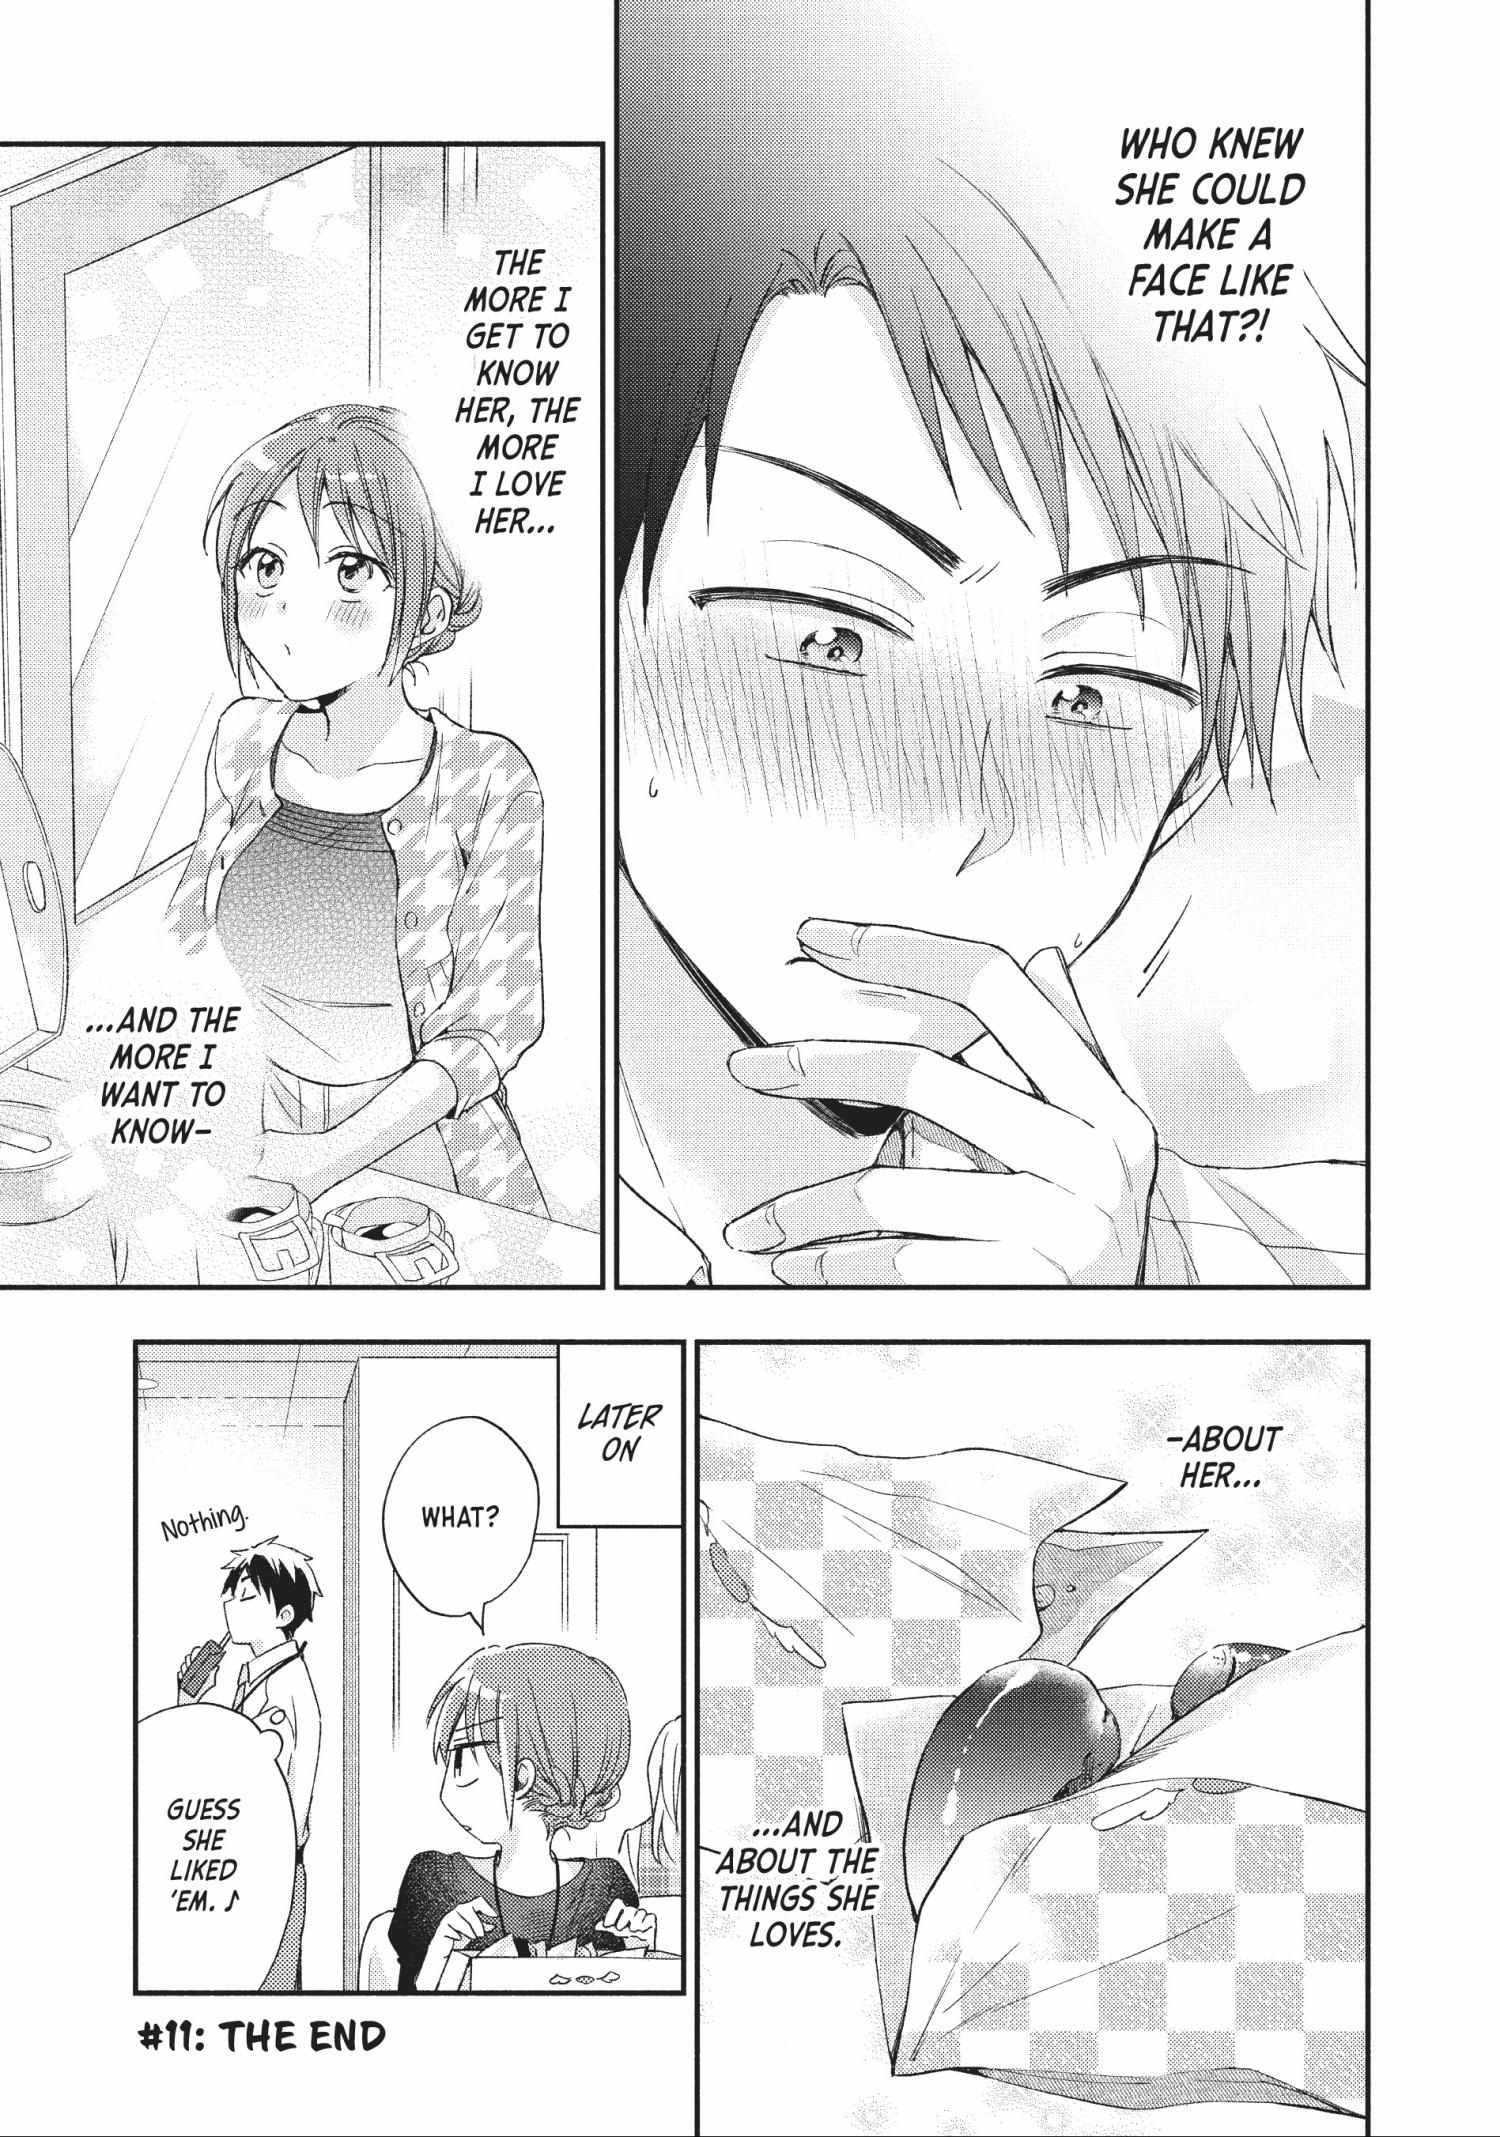 WHO KNEW
SHE COULD
MAKE A
FACE LIKE
THAT?!
THE
MORE I
GET TO
KNOW
HER, THE
MORE
I LOVE
HER...
...AND THE
MORE I
WANT TO
KNOW-
-ABOUT
HER...
...AND
ABOUT THE
THINGS SHE
LOVES.
LATER
ON
WHAT?
Nothing.
GUESS
SHE
LIKED
'EM. ♪
#11: THE END